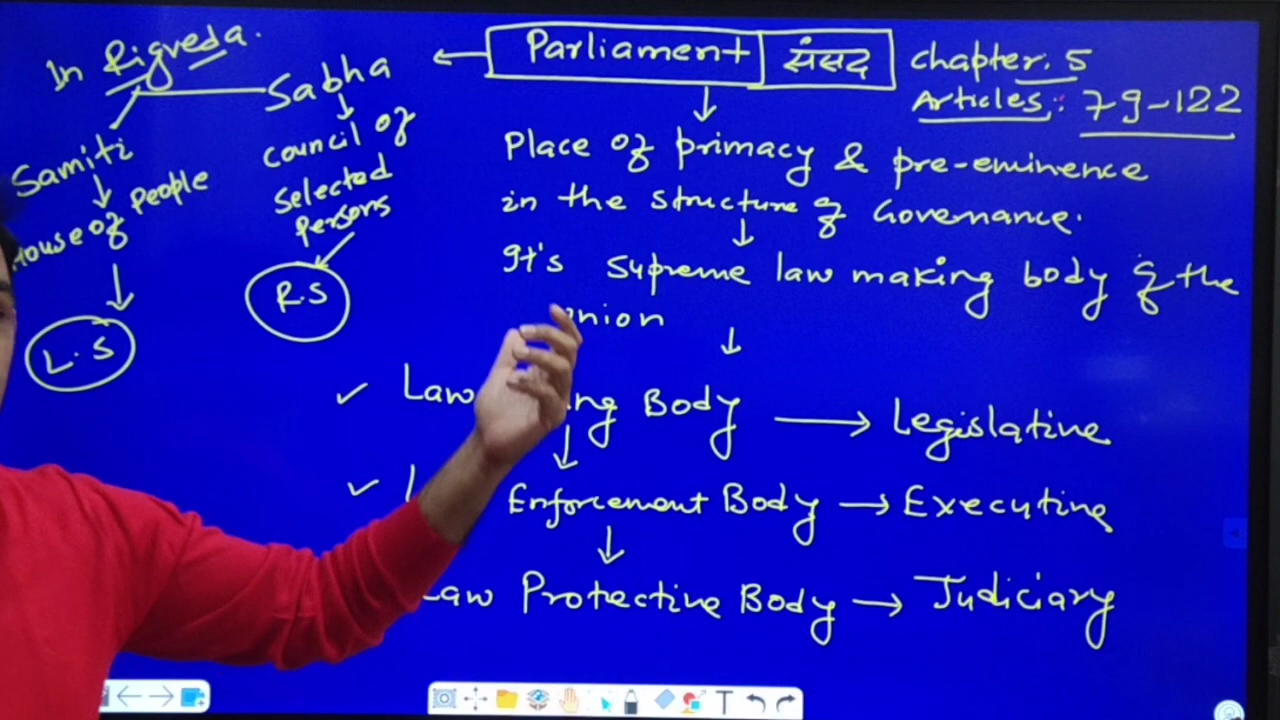 Parliament संसद
Chapter: 5
Articles: 79-122
In Rigveda.
Sabha
Council of
Selected
Persons
R.S
Samiti
House of People
L.S
Place of primacy & pre-eminence
in the structure of Governance.
It's Supreme law making body of the
Law Body → Legislative
Enforcement Body → Executive
Law Protective Body → Judiciary
T